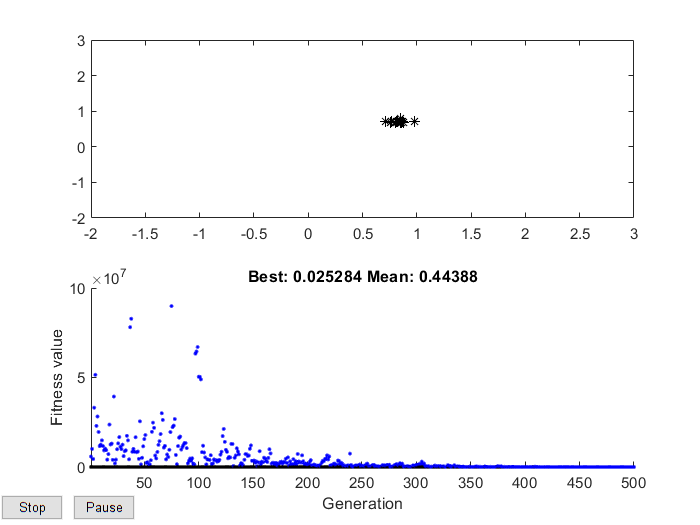 3
2
1
0
-1
-2
-2 -1.5 -1 -0.5 0 0.5 1 1.5 2 2.5 3
Best: 0.025284 Mean: 0.44388
×10^7
10
5
0
Fitness value
50 100 150 200 250 300 350 400 450 500
Generation
Stop Pause